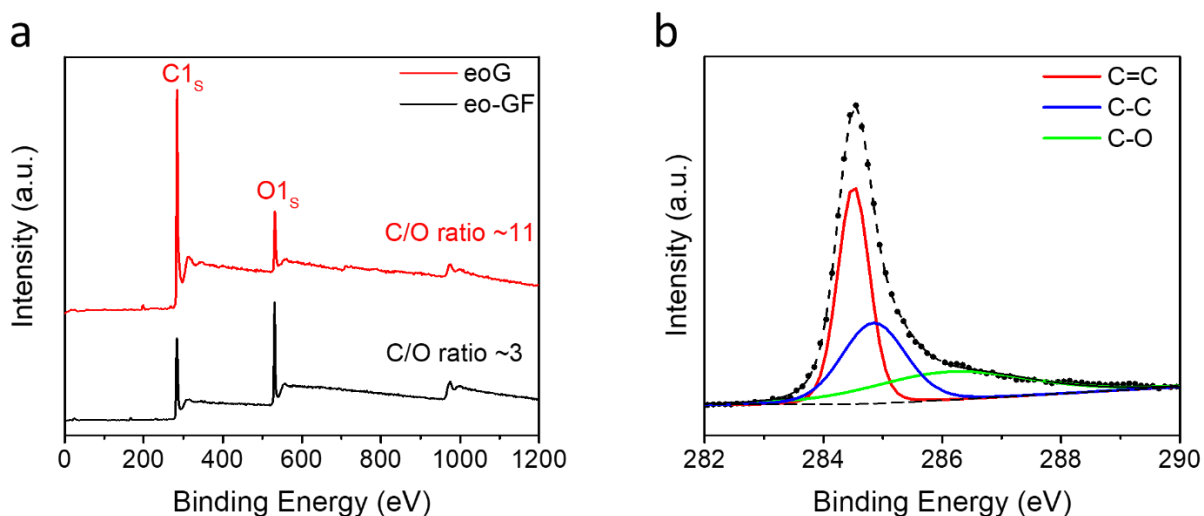 a
C1s
O1s
eoG
eo-GF
C/O ratio ~11
C/O ratio ~3
Intensity (a.u.)
0 200 400 600 800 1000 1200
Binding Energy (eV)
b
C=C
C-C
C-O
Intensity (a.u.)
282 284 286 288 290
Binding Energy (eV)